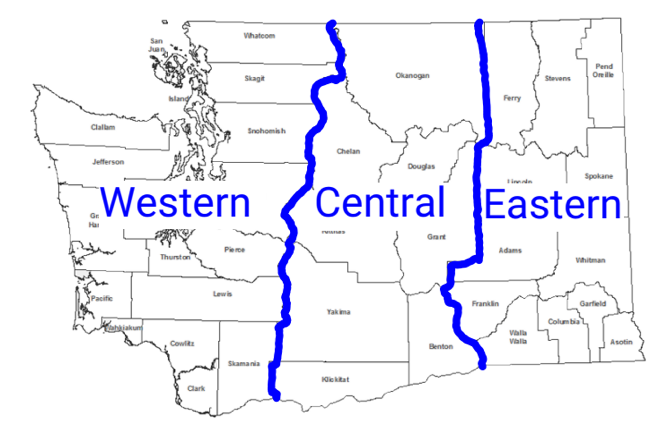 Whatcom
San
Juan
Okanogan
Pend
Oreille
Stevens
Skagit
Island
Ferry
Clallam
Snohomish
Chelan
Jefferson
Douglas
Spokane
Western
Central
Eastern
Grant
Pierce
Thurston
Adams
Whitman
Pacific
Lewis
Yakima
Franklin
Garfield
Columbia
Wahkiakum
Walla
Walla
Cowlitz
Benton
Asotin
Skamania
Klickitat
Clark